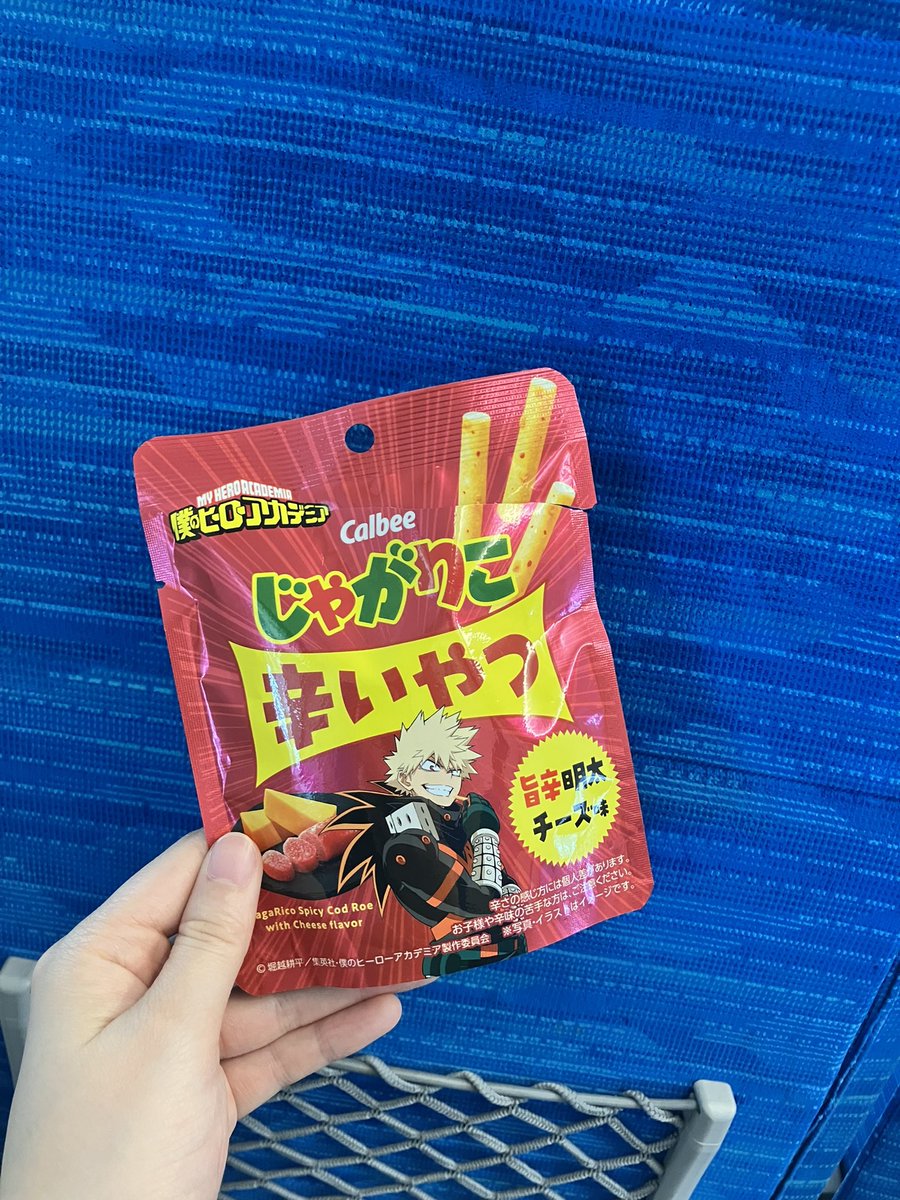 MY HERO ACADEMIA
僕のヒーローアカデミア
Calbee
じゃがりこ
辛いやつ
旨辛明太
チーズ味
agaRico Spicy Cod Roe
with Cheese flavor
辛さの感じ方には個人差があります。
お子様や辛味の苦手な方は、ご注意ください。
※写真・イラストはイメージです。
© 堀越耕平／集英社・僕のヒーローアカデミア製作委員会